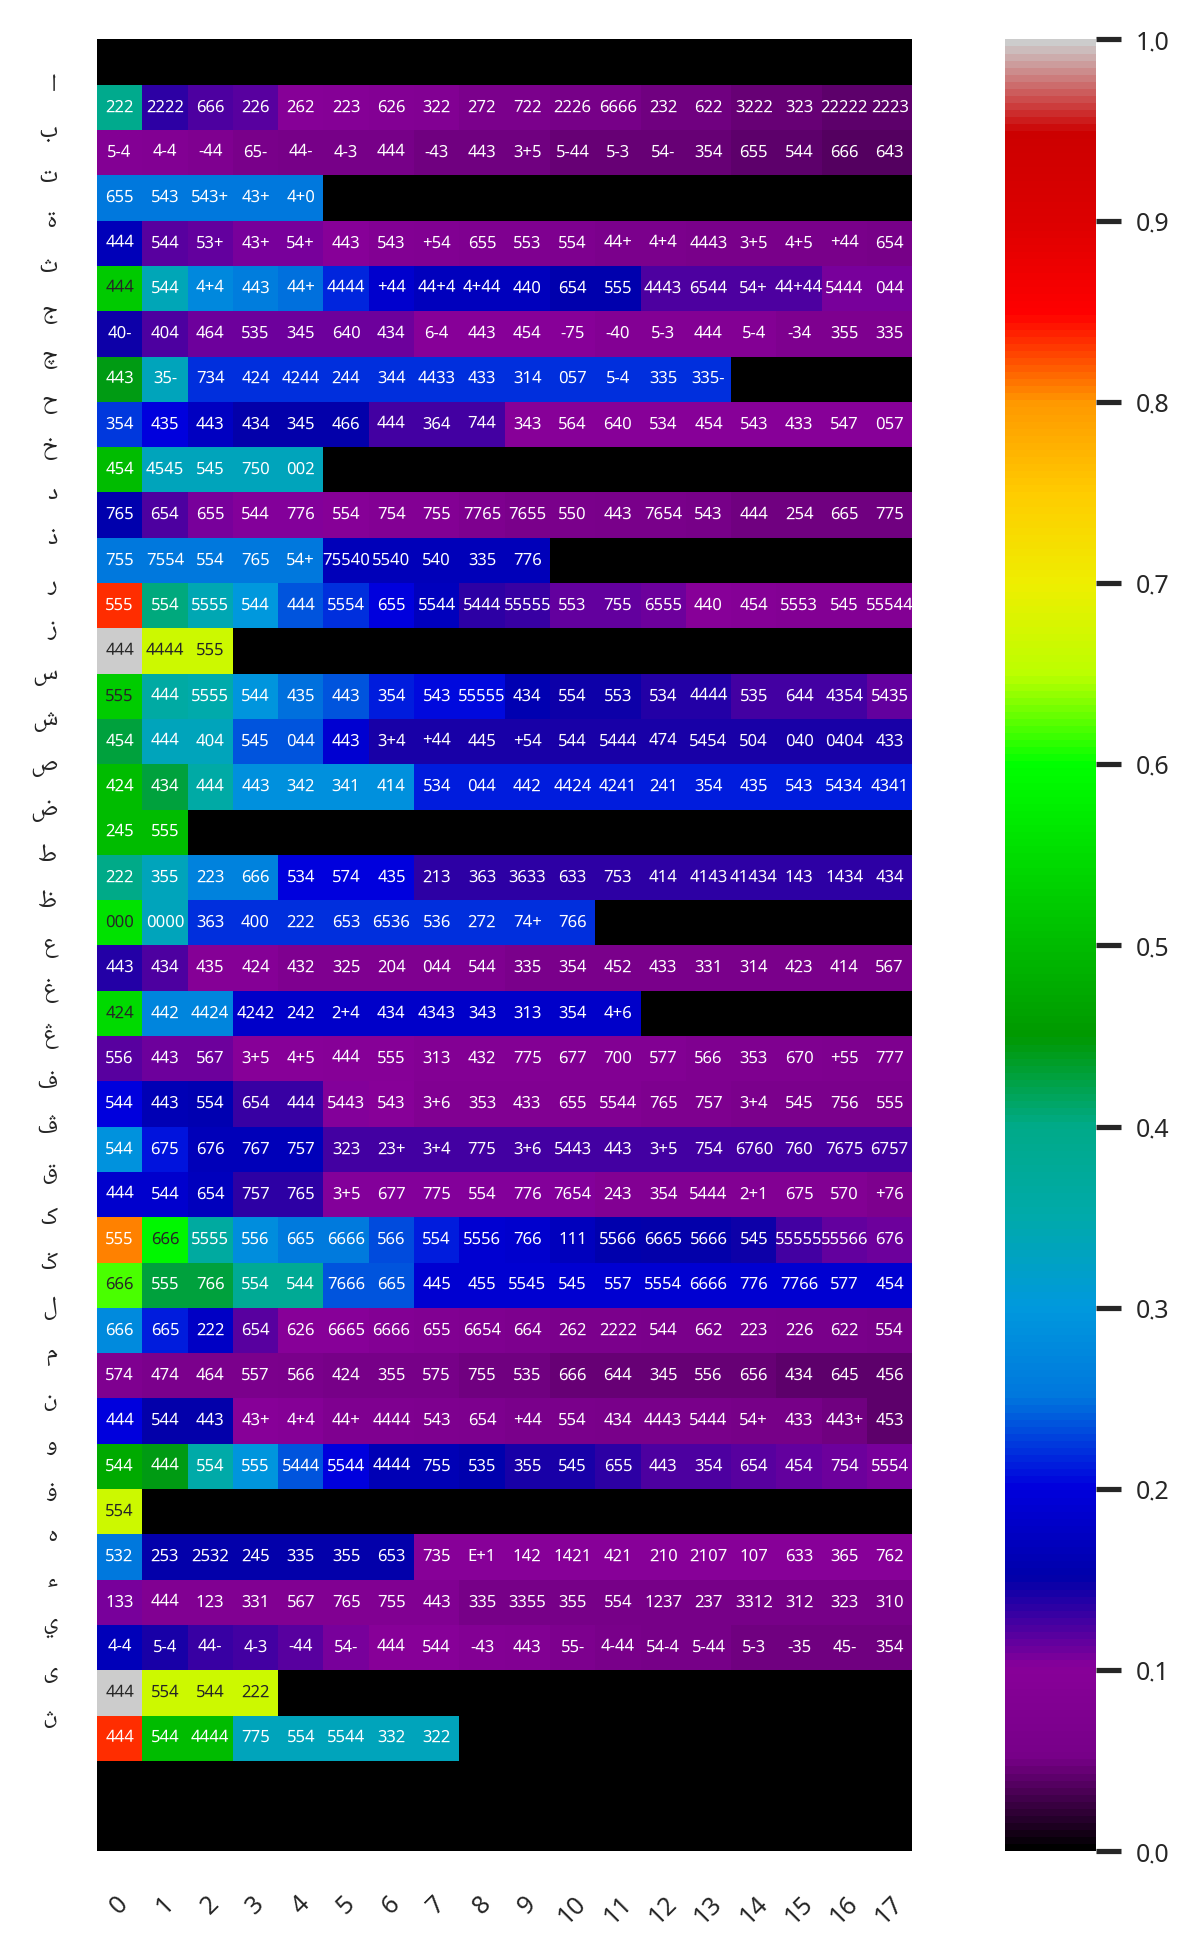 ا
222 2222 666 226 262 223 626 322 272 722 2226 6666 232 622 3222 323 22222 2223
ب
5-4 4-4 -44 65- 44- 4-3 444 -43 443 3+5 5-44 5-3 54- 354 655 544 666 643
ت
655 543 543+ 43+ 4+0
ة
444 544 53+ 43+ 54+ 443 543 +54 655 553 554 44+ 4+4 4443 3+5 4+5 +44 654
ث
444 544 4+4 443 44+ 4444 +44 44+4 4+44 440 654 555 4443 6544 54+ 44+44 5444 044
ج
40- 404 464 535 345 640 434 6-4 443 454 -75 -40 5-3 444 5-4 -34 355 335
چ
443 35- 734 424 4244 244 344 4433 433 314 057 5-4 335 335-
ح
354 435 443 434 345 466 444 364 744 343 564 640 534 454 543 433 547 057
خ
454 4545 545 750 002
د
765 654 655 544 776 554 754 755 7765 7655 550 443 7654 543 444 254 665 775
ذ
755 7554 554 765 54+ 75540 5540 540 335 776
ر
555 554 5555 544 444 5554 655 5544 5444 55555 553 755 6555 440 454 5553 545 55544
ز
444 4444 555
س
555 444 5555 544 435 443 354 543 55555 434 554 553 534 4444 535 644 4354 5435
ش
454 444 404 545 044 443 3+4 +44 445 +54 544 5444 474 5454 504 040 0404 433
ص
424 434 444 443 342 341 414 534 044 442 4424 4241 241 354 435 543 5434 4341
ض
245 555
ط
222 355 223 666 534 574 435 213 363 3633 633 753 414 4143 41434 143 1434 434
ظ
000 0000 363 400 222 653 6536 536 272 74+ 766
ع
443 434 435 424 432 325 204 044 544 335 354 452 433 331 314 423 414 567
غ
424 442 4424 4242 242 2+4 434 4343 343 313 354 4+6
ڠ
556 443 567 3+5 4+5 444 555 313 432 775 677 700 577 566 353 670 +55 777
ف
544 443 554 654 444 5443 543 3+6 353 433 655 5544 765 757 3+4 545 756 555
ڤ
544 675 676 767 757 323 23+ 3+4 775 3+6 5443 443 3+5 754 6760 760 7675 6757
ق
444 544 654 757 765 3+5 677 775 554 776 7654 243 354 5444 2+1 675 570 +76
ک
555 666 5555 556 665 6666 566 554 5556 766 111 5566 6665 5666 545 55555 55566 676
ݢ
666 555 766 554 544 7666 665 445 455 5545 545 557 5554 6666 776 7766 577 454
ل
666 665 222 654 626 6665 6666 655 6654 664 262 2222 544 662 223 226 622 554
م
574 474 464 557 566 424 355 575 755 535 666 644 345 556 656 434 645 456
ن
444 544 443 43+ 4+4 44+ 4444 543 654 +44 554 434 4443 5444 54+ 433 443+ 453
و
544 444 554 555 5444 5544 4444 755 535 355 545 655 443 354 654 454 754 5554
ۏ
554
ه
532 253 2532 245 335 355 653 735 E+1 142 1421 421 210 2107 107 633 365 762
ء
133 444 123 331 567 765 755 443 335 3355 355 554 1237 237 3312 312 323 310
ي
4-4 5-4 44- 4-3 -44 54- 444 544 -43 443 55- 4-44 54-4 5-44 5-3 -35 45- 354
ى
444 554 544 222
ڽ
444 544 4444 775 554 5544 332 322
0 1 2 3 4 5 6 7 8 9 10 11 12 13 14 15 16 17
1.0
0.9
0.8
0.7
0.6
0.5
0.4
0.3
0.2
0.1
0.0